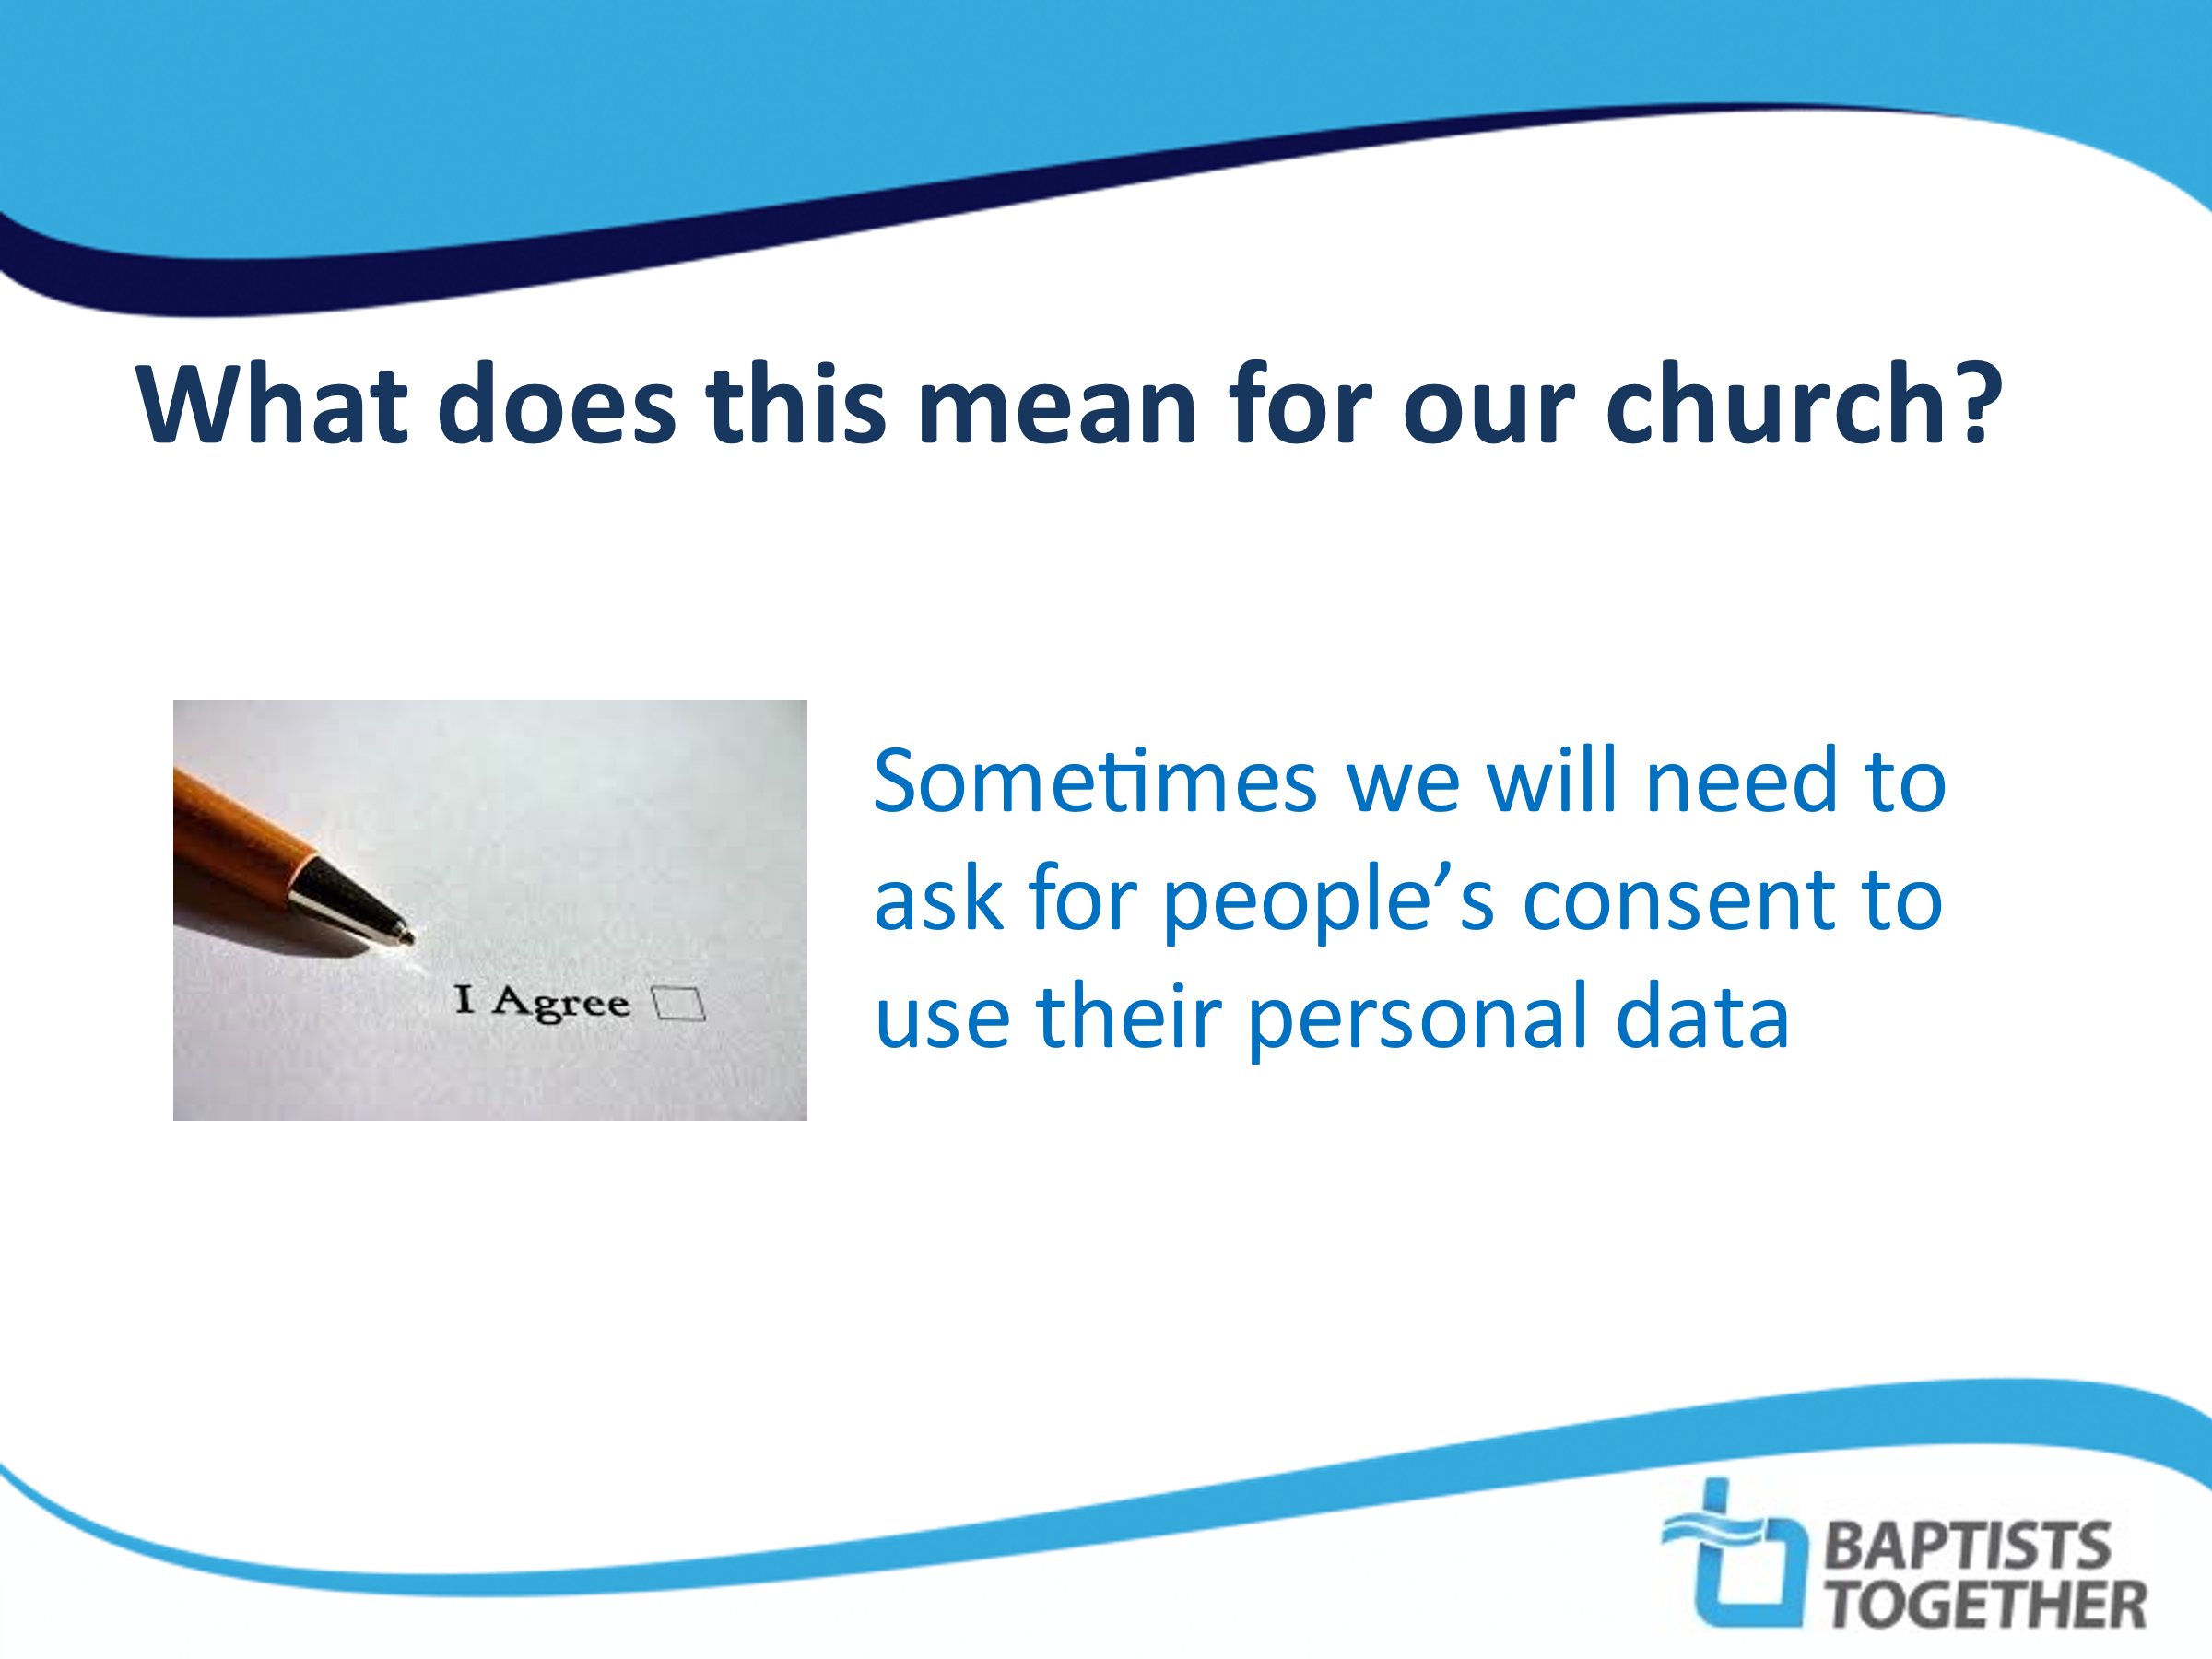 What does this mean for our church?
I Agree
Sometimes we will need to
ask for people’s consent to
use their personal data
BAPTISTS
TOGETHER